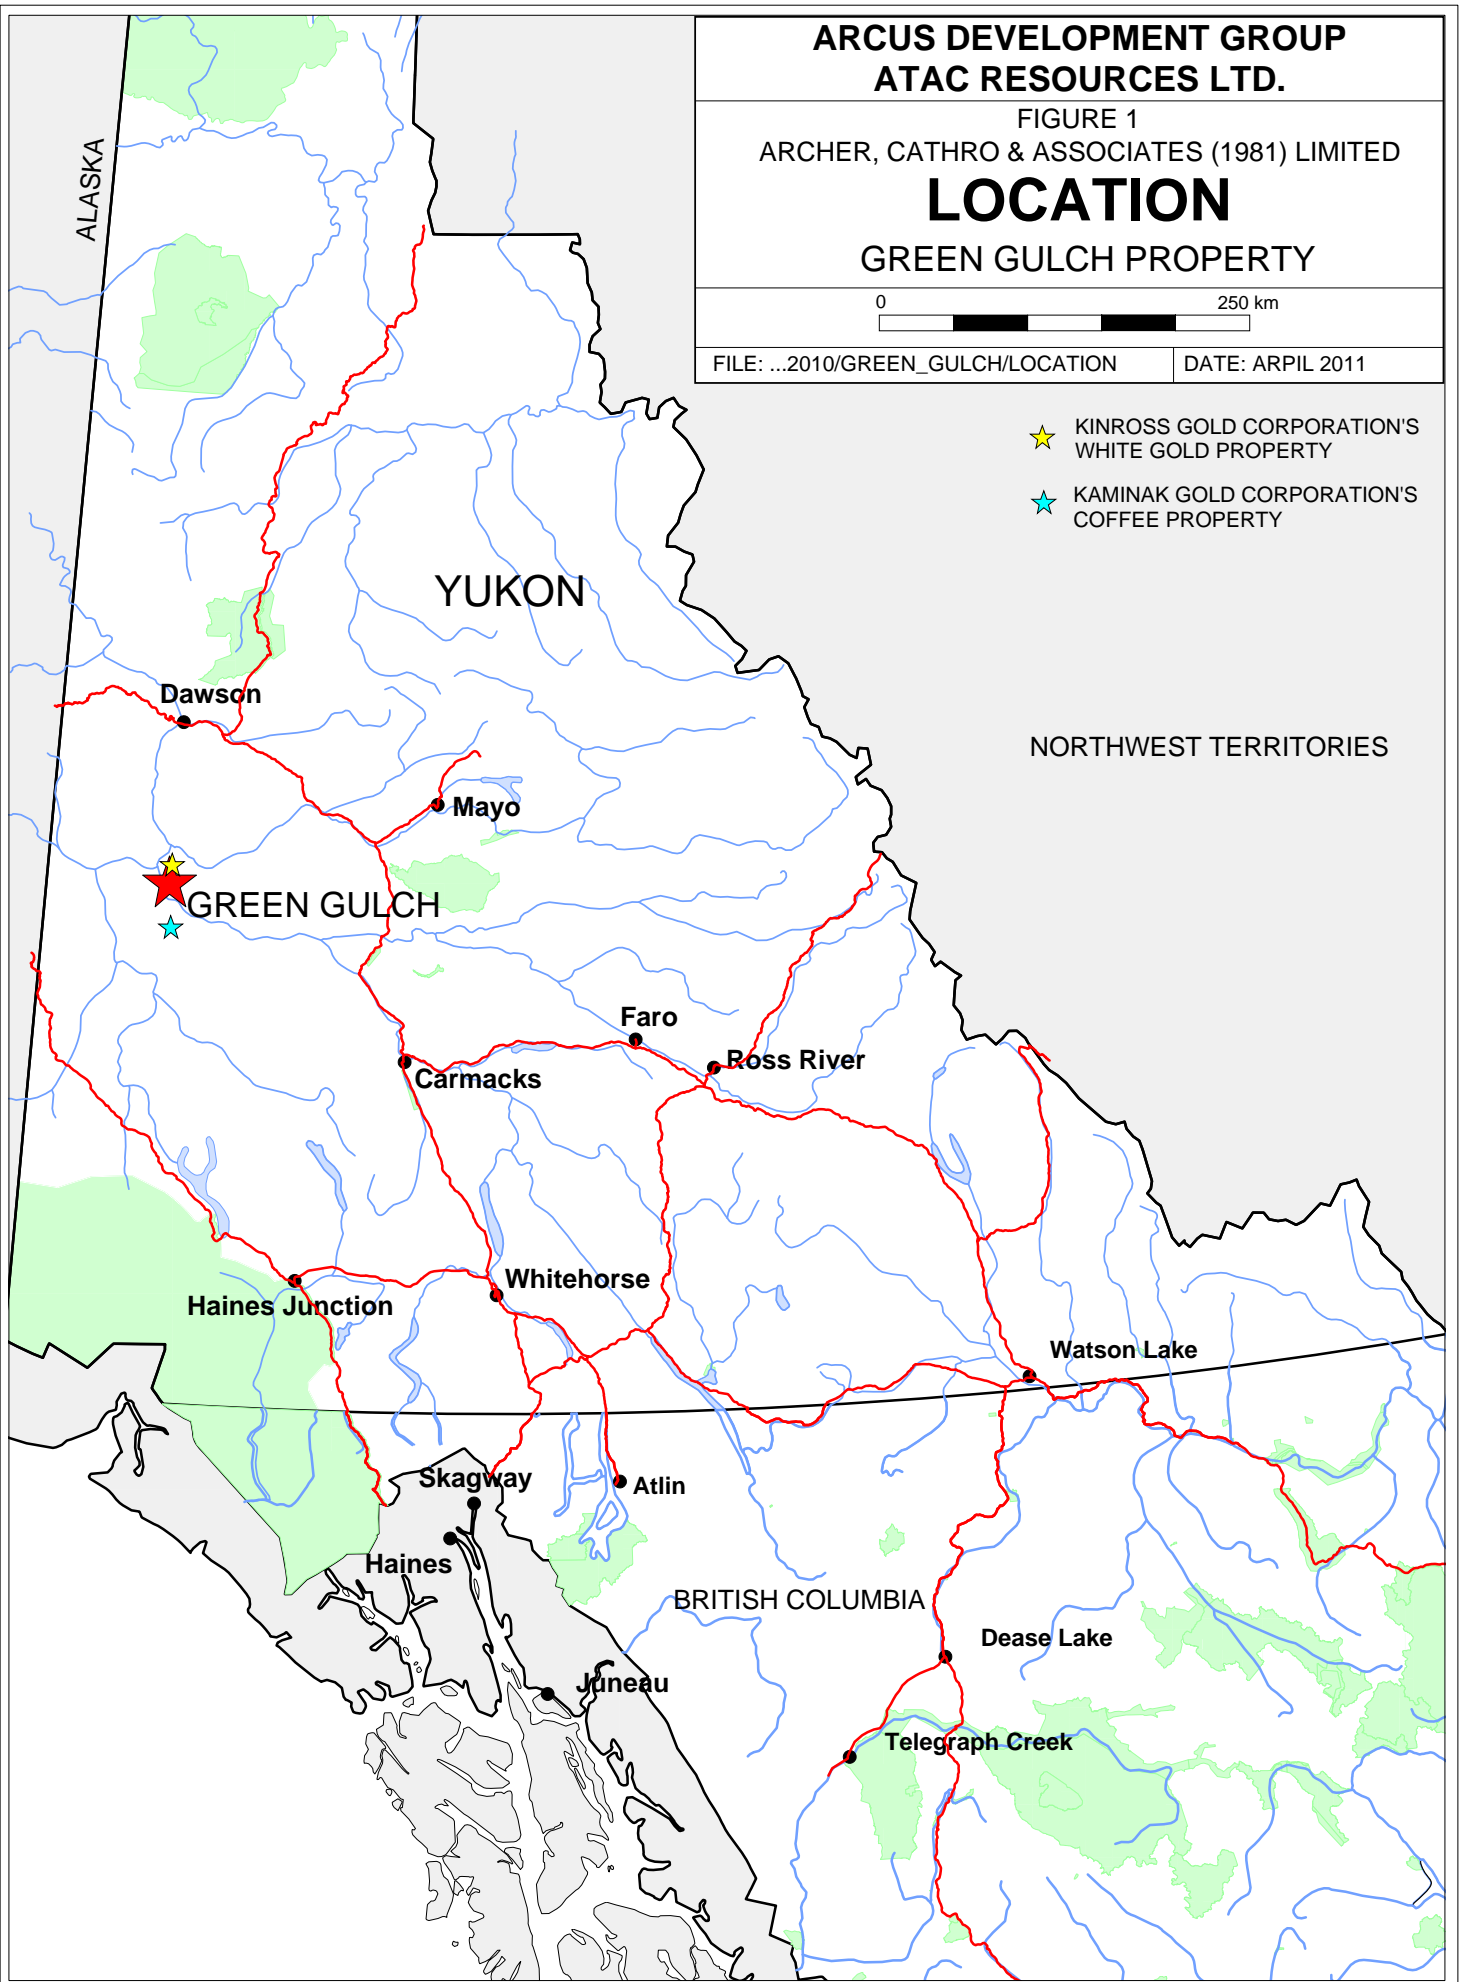 ARCUS DEVELOPMENT GROUP
ATAC RESOURCES LTD.
FIGURE 1
ARCHER, CATHRO & ASSOCIATES (1981) LIMITED
LOCATION
GREEN GULCH PROPERTY
0 250 km
FILE: ...2010/GREEN_GULCH/LOCATION DATE: ARPIL 2011
KINROSS GOLD CORPORATION'S
WHITE GOLD PROPERTY
KAMINAK GOLD CORPORATION'S
COFFEE PROPERTY
ALASKA
YUKON
Dawson
NORTHWEST TERRITORIES
Mayo
GREEN GULCH
Faro
Ross River
Carmacks
Whitehorse
Haines Junction
Watson Lake
Skagway
Atlin
Haines
BRITISH COLUMBIA
Dease Lake
Juneau
Telegraph Creek